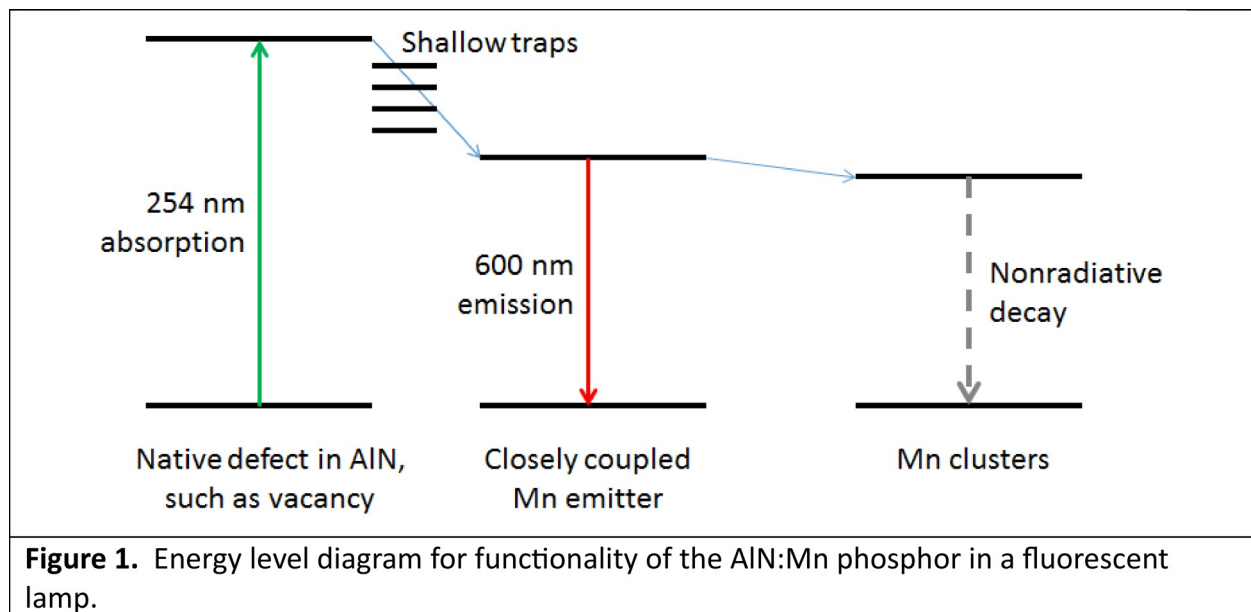 Shallow traps
254 nm
absorption
600 nm
emission
Nonradiative
decay
Native defect in AlN,
such as vacancy
Closely coupled
Mn emitter
Mn clusters
Figure 1. Energy level diagram for functionality of the AlN:Mn phosphor in a fluorescent
lamp.